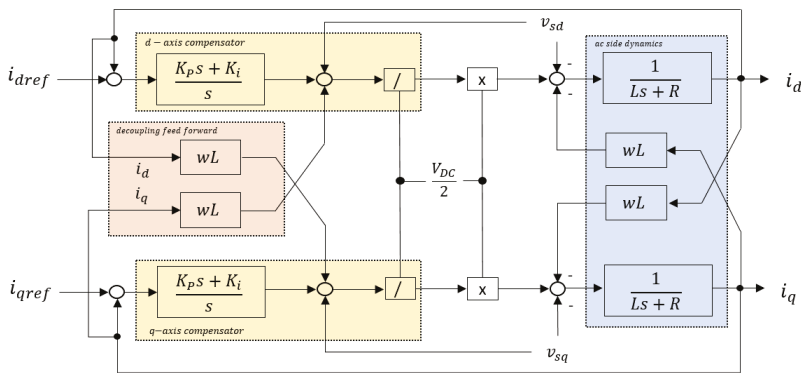 v_sd
d − axis compensator
ac side dynamics
i_dref
K_P s + K_i
s
/
x
-
-
1
Ls + R
i_d
decoupling feed forward
wL
i_d
wL
V_DC
2
i_q
wL
wL
i_qref
K_P s + K_i
s
/
x
-
-
1
Ls + R
i_q
q−axis compensator
v_sq